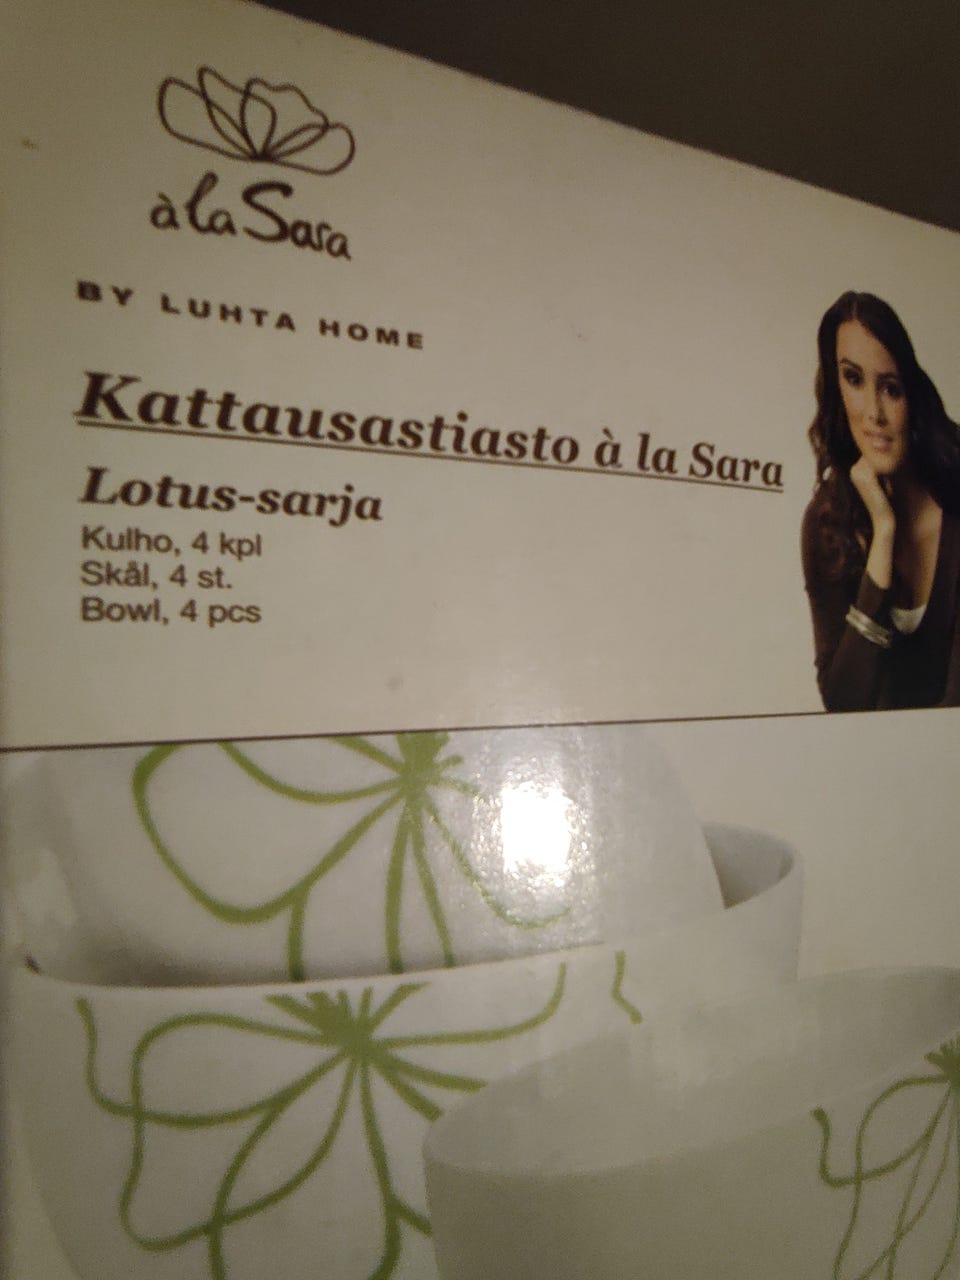 à la Sara
BY LUHTA HOME
Kattausastiasto à la Sara
Lotus-sarja
Kulho, 4 kpl
Skål, 4 st.
Bowl, 4 pcs